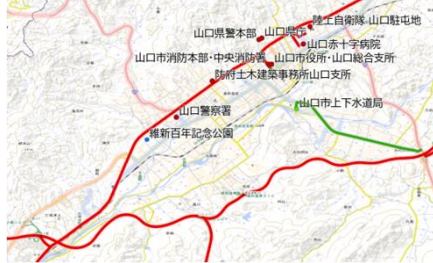 陸上自衛隊 山口駐屯地
山口県警本部
山口県庁
山口赤十字病院
山口市消防本部・中央消防署
山口市役所・山口総合支所
防府土木建築事務所山口支所
山口市上下水道局
山口警察署
維新百年記念公園